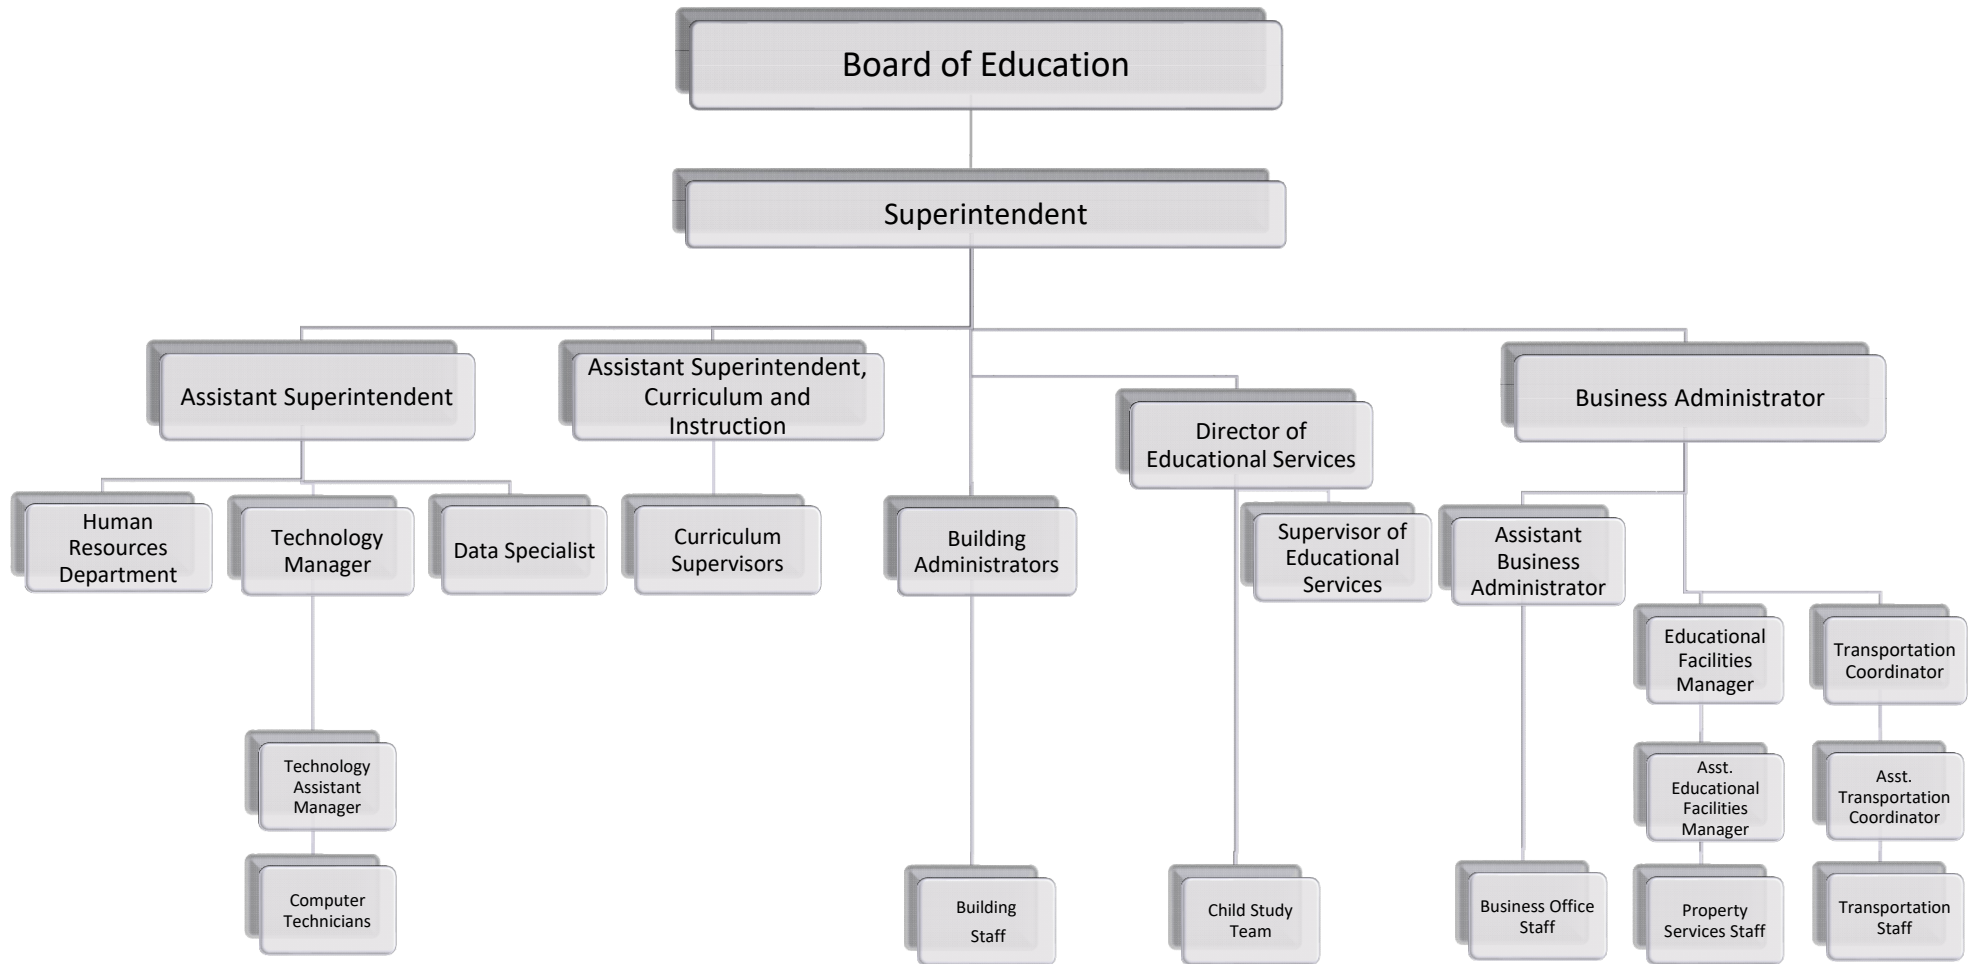 Board of Education
Superintendent
Assistant Superintendent
Assistant Superintendent,
Curriculum and
Instruction
Business Administrator
Director of
Educational Services
Human
Resources
Department
Technology
Manager
Data Specialist
Curriculum
Supervisors
Building
Administrators
Supervisor of
Educational
Services
Assistant
Business
Administrator
Educational
Facilities
Manager
Transportation
Coordinator
Technology
Assistant
Manager
Asst.
Educational
Facilities
Manager
Asst.
Transportation
Coordinator
Computer
Technicians
Building
Staff
Child Study
Team
Business Office
Staff
Property
Services Staff
Transportation
Staff